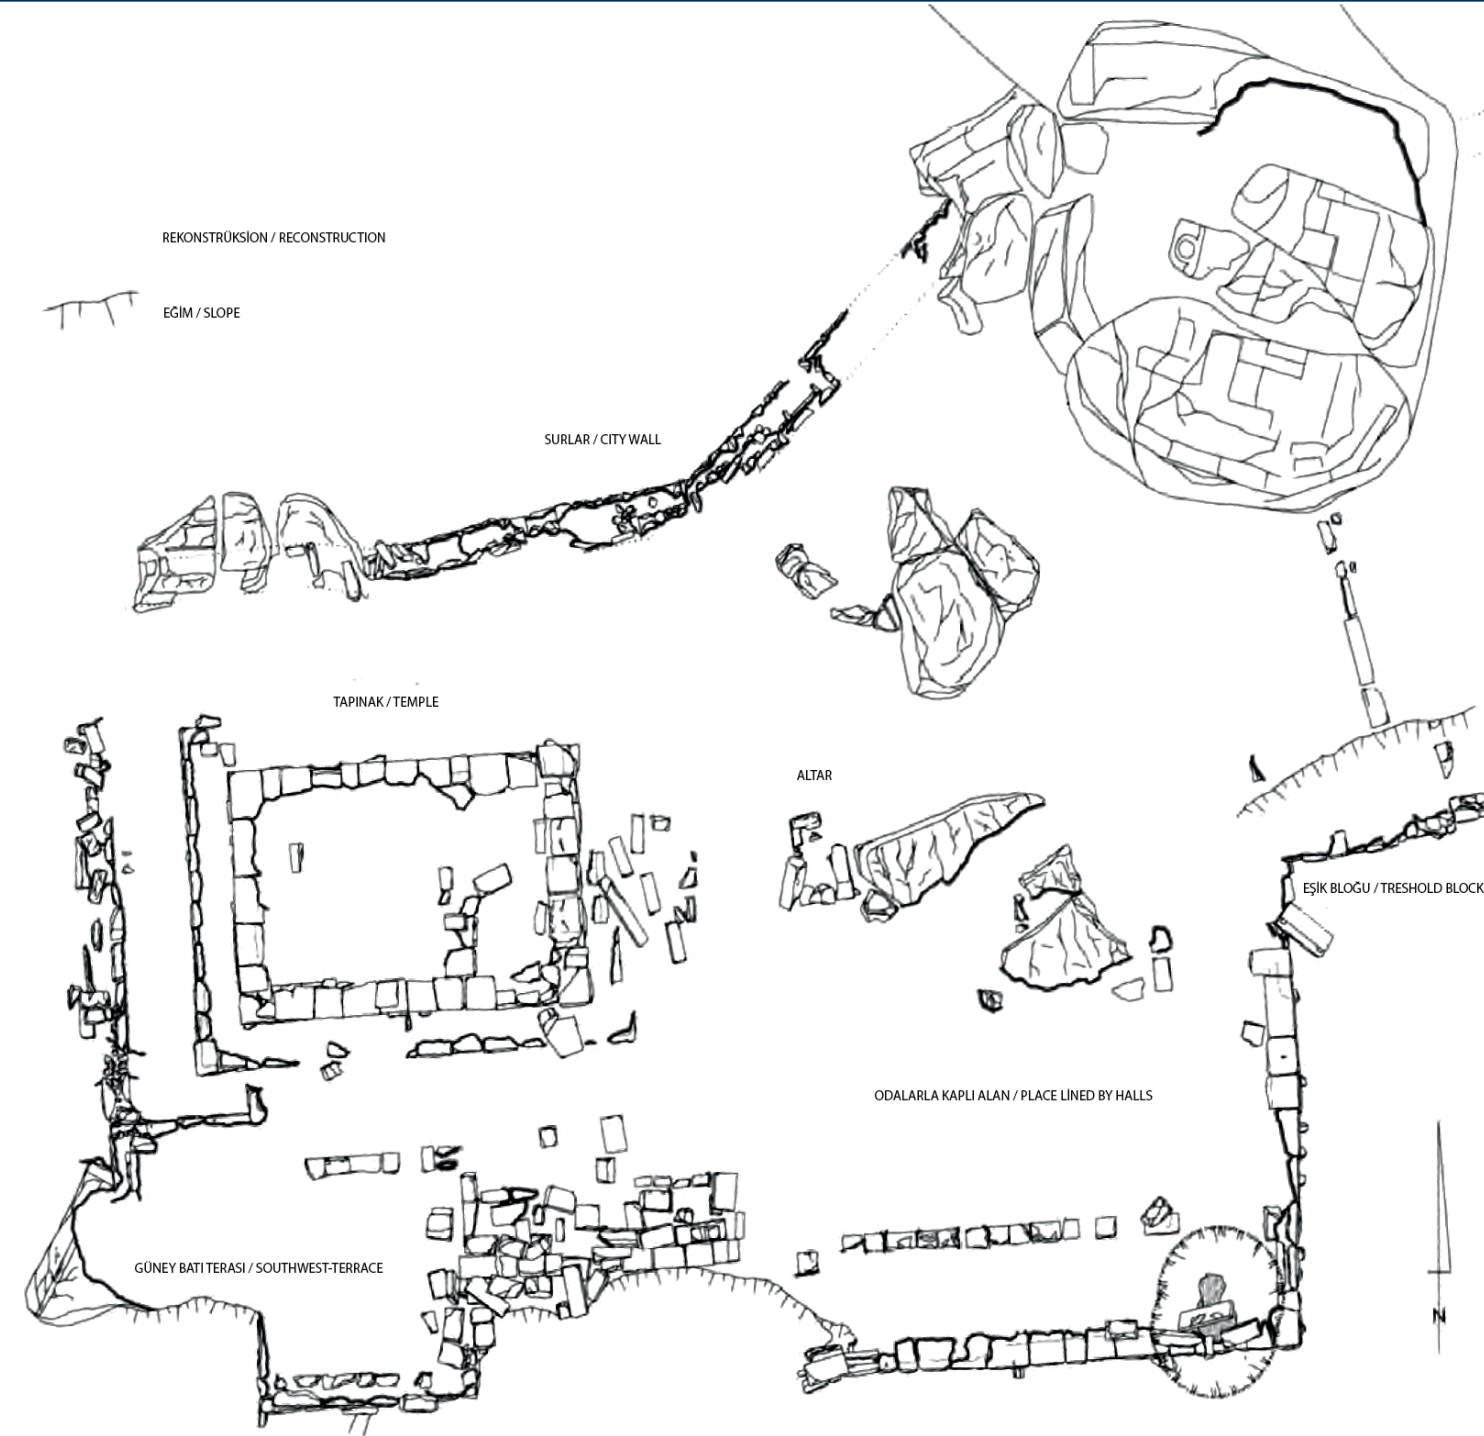 REKONSTRÜKSİON / RECONSTRUCTION
EĞİM / SLOPE
SURLAR / CITY WALL
TAPINAK / TEMPLE
ALTAR
EŞİK BLOĞU / TRESHOLD BLOCK
ODALARLA KAPLI ALAN / PLACE LİNED BY HALLS
GÜNEY BATI TERASI / SOUTHWEST-TERRACE
N